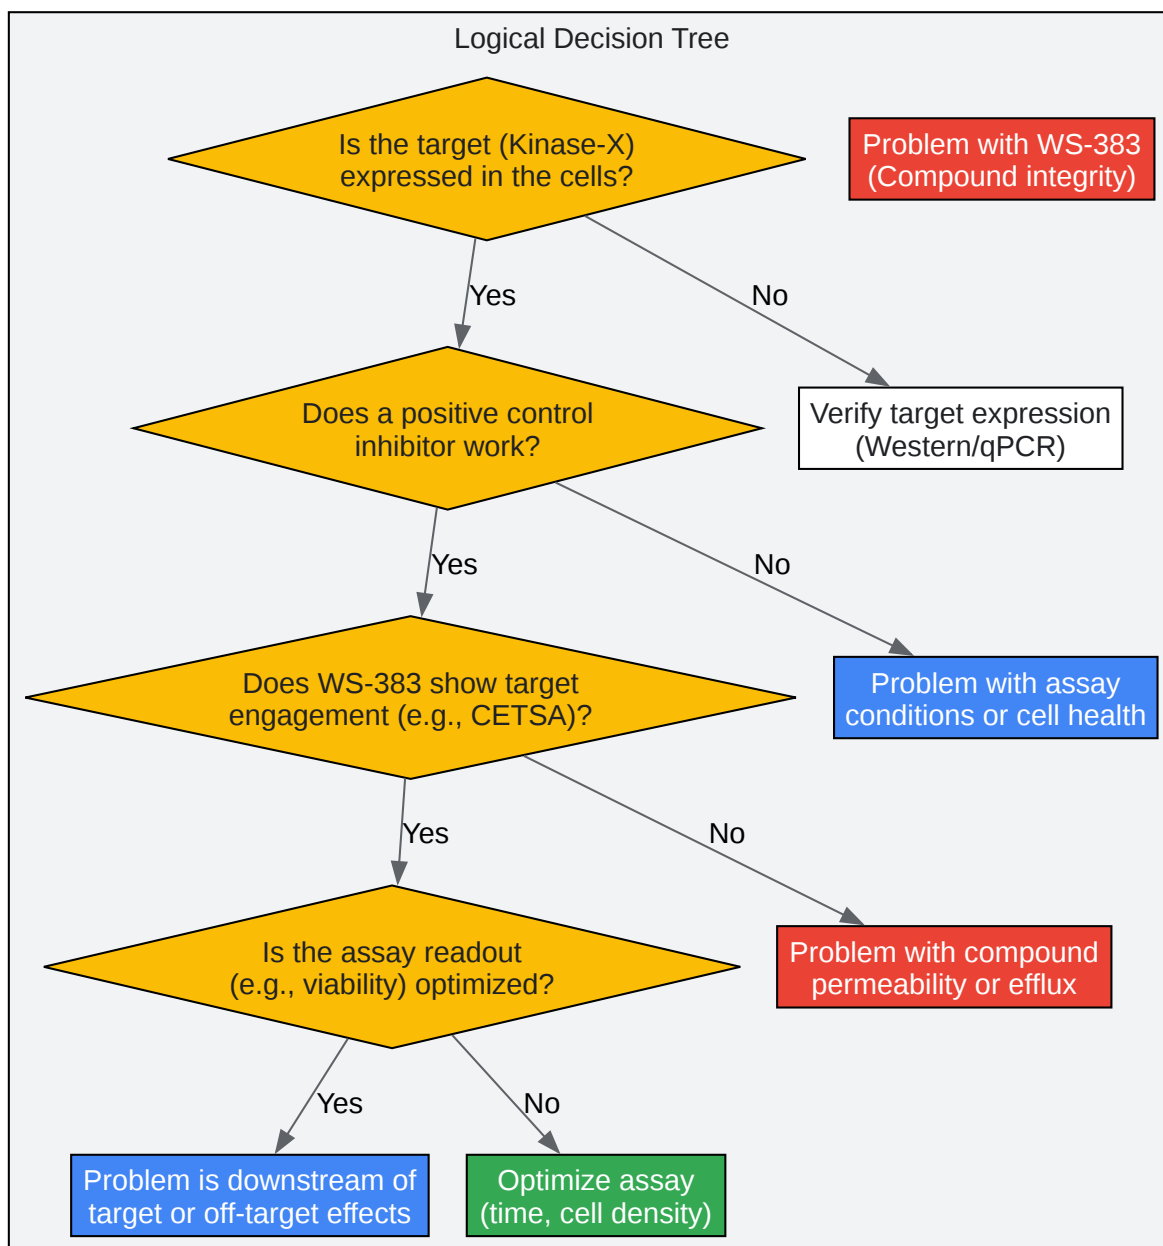 Logical Decision Tree
Is the target (Kinase-X)
expressed in the cells?
Problem with WS-383
(Compound integrity)
Yes
No
Does a positive control
inhibitor work?
Verify target expression
(Western/qPCR)
Yes
No
Does WS-383 show target
engagement (e.g., CETSA)?
Problem with assay
conditions or cell health
Yes
No
Is the assay readout
(e.g., viability) optimized?
Problem with compound
permeability or efflux
Yes
No
Problem is downstream of
target or off-target effects
Optimize assay
(time, cell density)